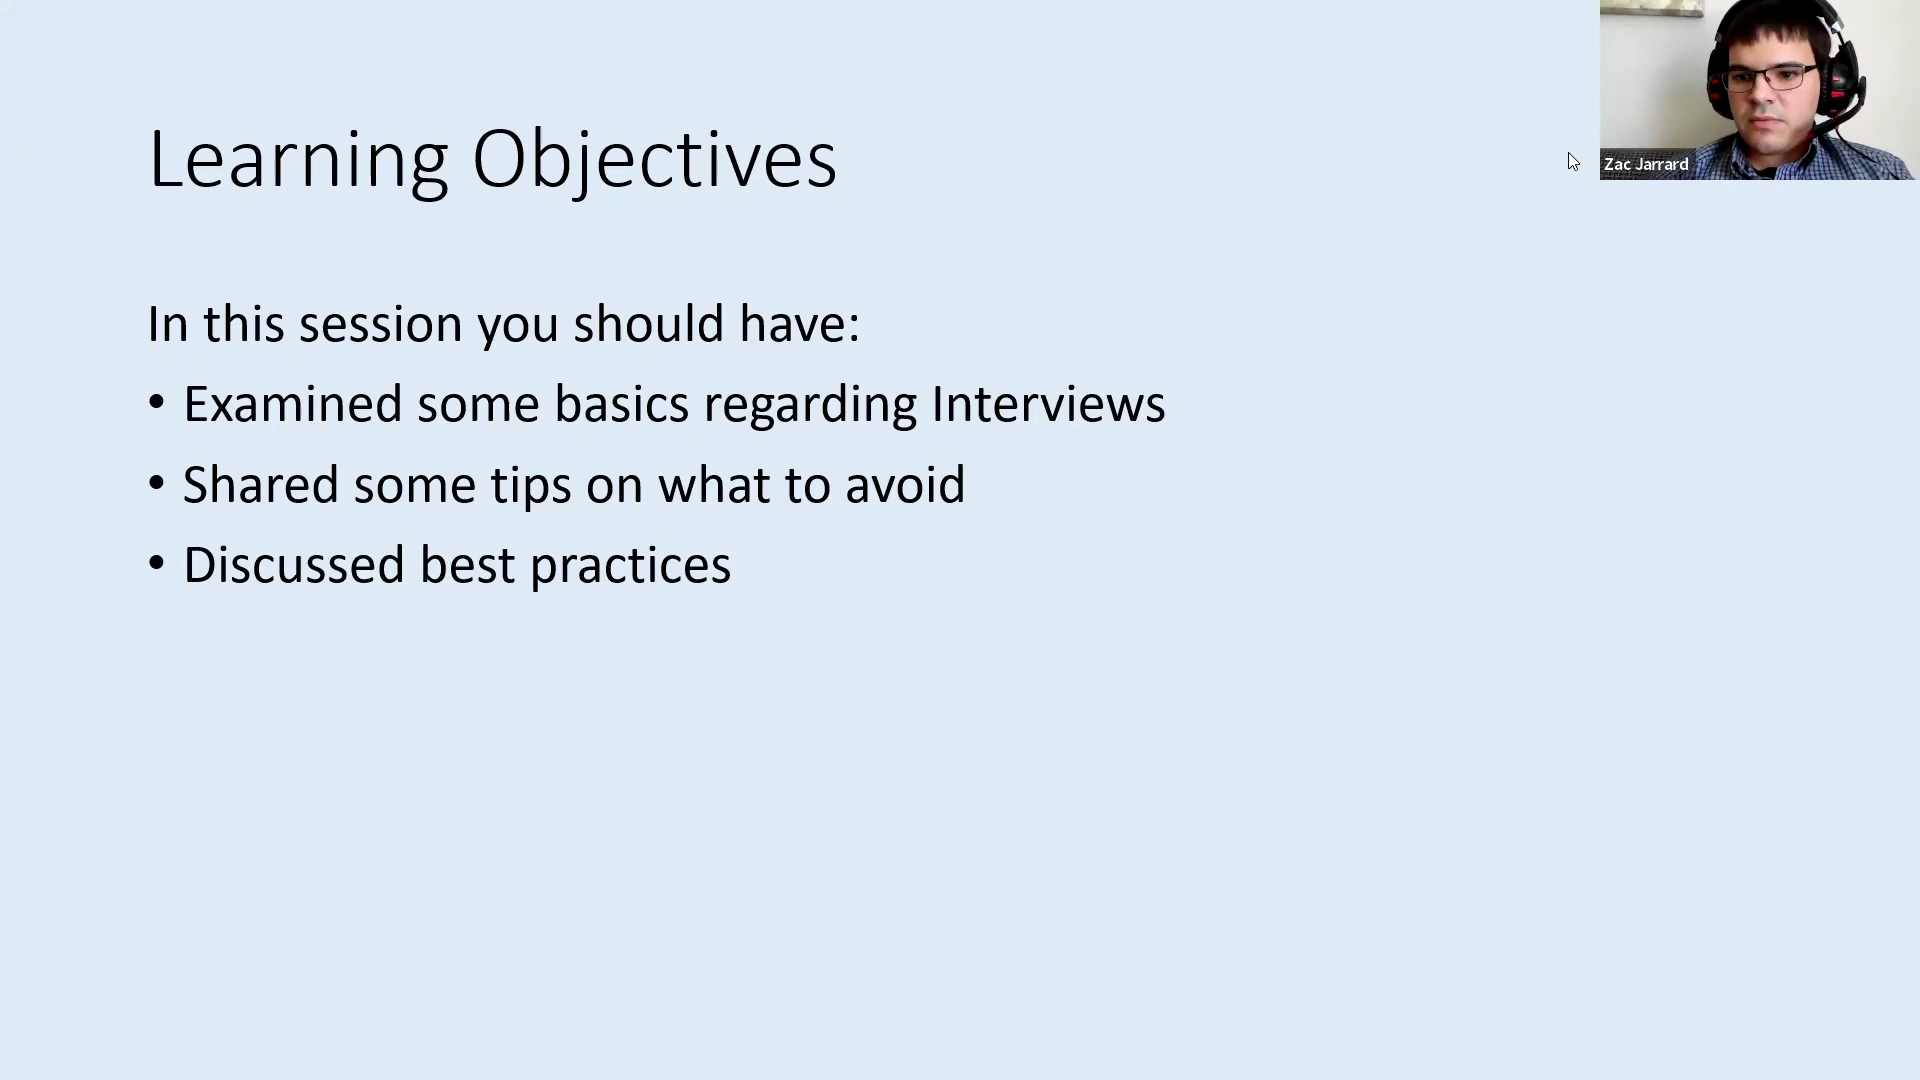 Learning Objectives
Zac Jarrard
In this session you should have:
• Examined some basics regarding Interviews
• Shared some tips on what to avoid
• Discussed best practices